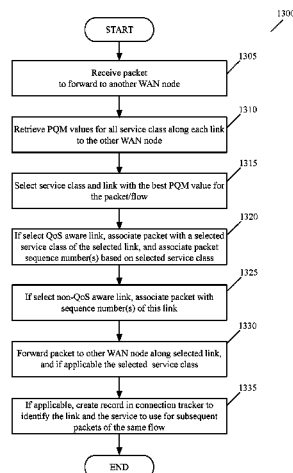 1300
START
1305
Receive packet
to forward to another WAN node
1310
Retrieve PQM values for all service class along each link
to the other WAN node
1315
Select service class and link with the best PQM value for
the packet/flow
1320
If select QoS aware link, associate packet with a selected
service class of the selected link, and associate packet
sequence number(s) based on selected service class
1325
If select non-QoS aware link, associate packet with
sequence number(s) of this link
1330
Forward packet to other WAN node along selected link,
and if applicable the selected service class
1335
If applicable, create record in connection tracker to
identify the link and the service to use for subsequent
packets of the same flow
END